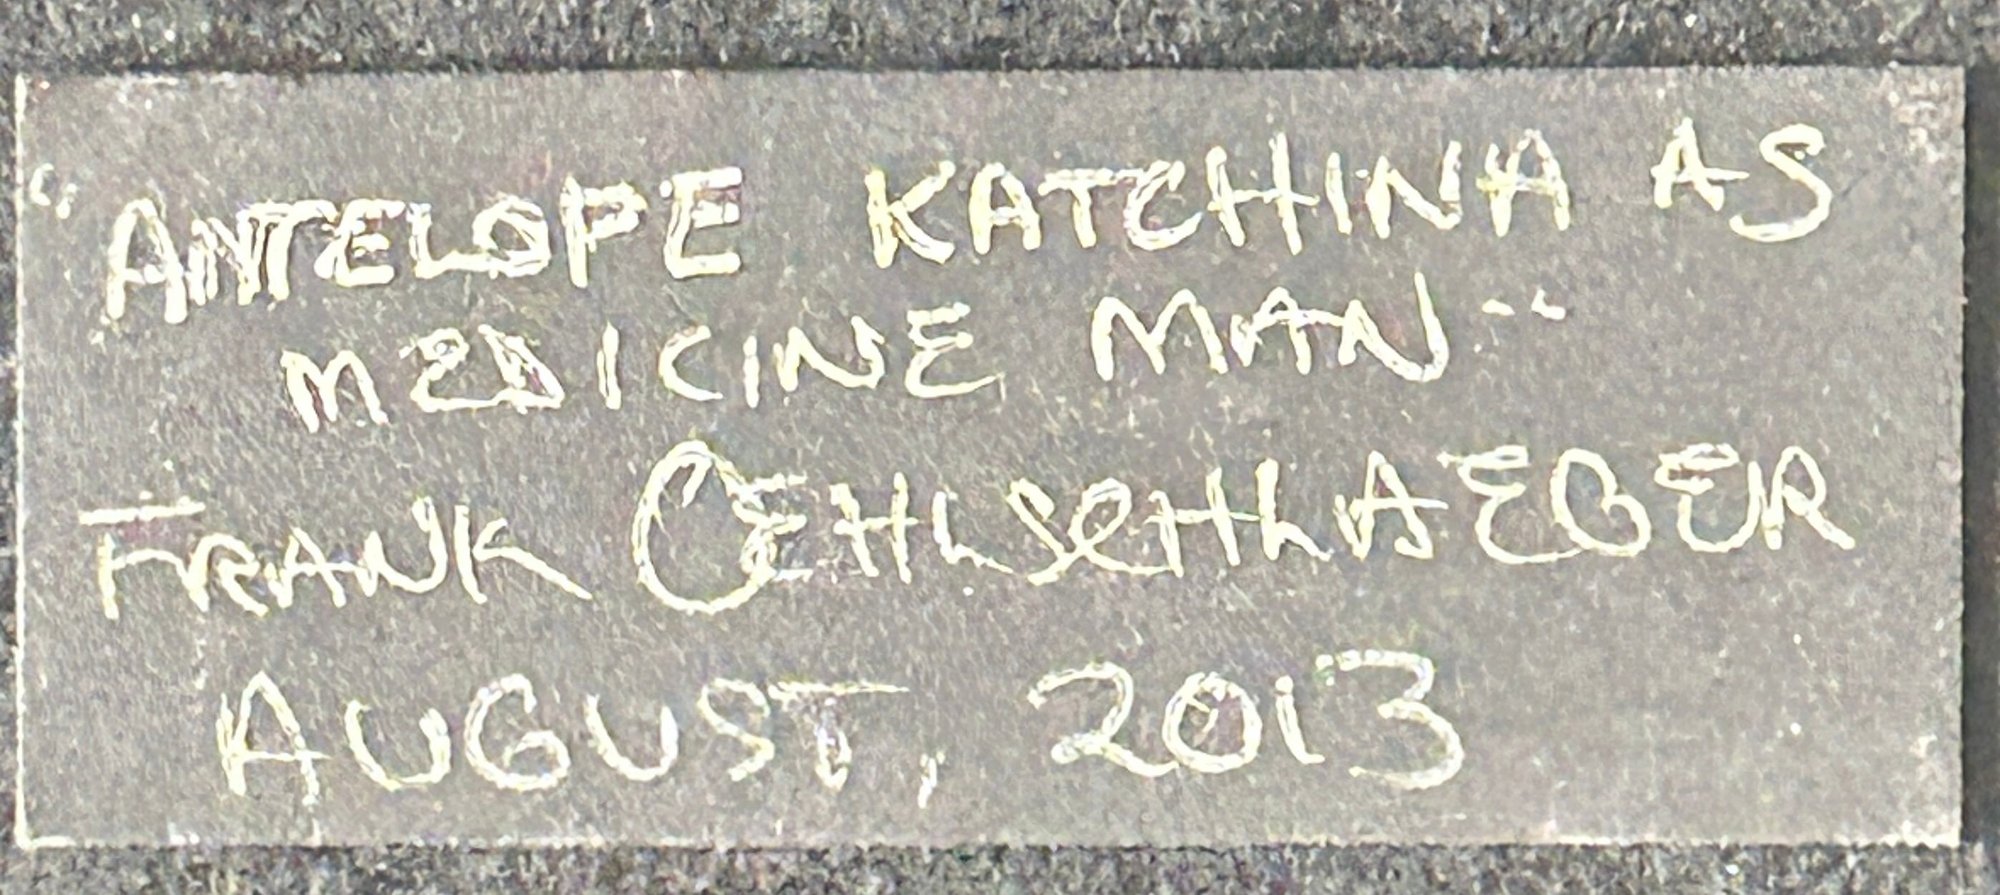 "ANTELOPE KATCHINA AS
MEDICINE MAN"
FRANK OEHLSCHLAEGER
AUGUST, 2013